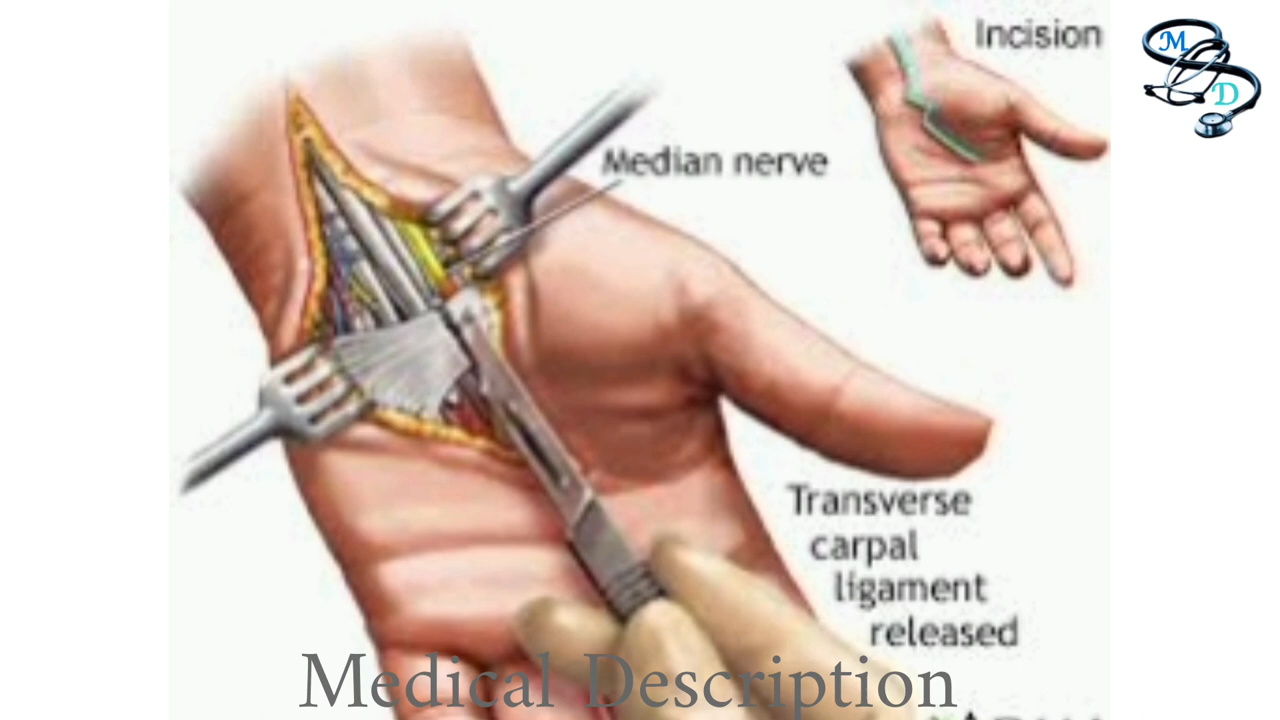 Incision
M
D
Median nerve
Transverse
carpal
ligament
released
Medical Description